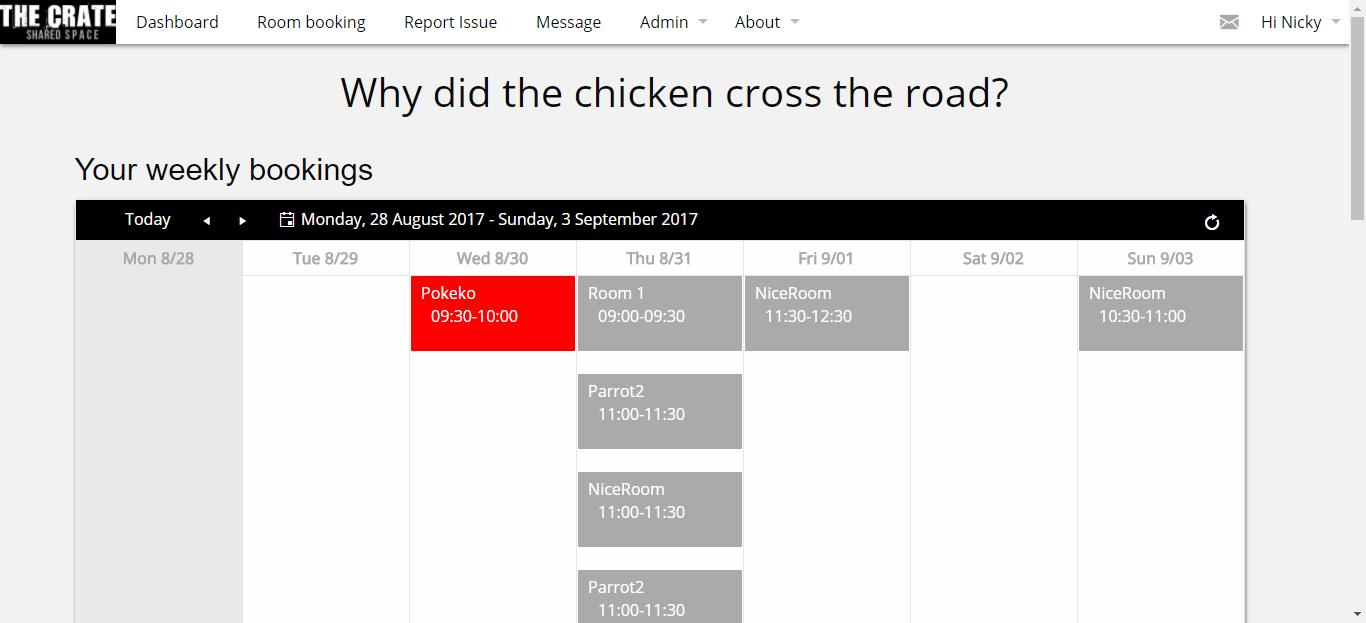 THE CRATE
SHARED SPACE
Dashboard Room booking Report Issue Message Admin About Hi Nicky
Why did the chicken cross the road?
Your weekly bookings
Today Monday, 28 August 2017 - Sunday, 3 September 2017
Mon 8/28 Tue 8/29 Wed 8/30 Thu 8/31 Fri 9/01 Sat 9/02 Sun 9/03
Pokeko
09:30-10:00
Room 1
09:00-09:30
Parrot2
11:00-11:30
NiceRoom
11:00-11:30
Parrot2
11:00-11:30
NiceRoom
11:30-12:30
NiceRoom
10:30-11:00